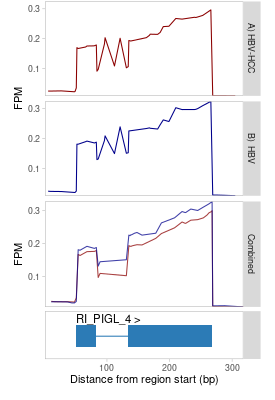 0.3
0.2
0.1
A) HBV-HCC
FPM
0.3
0.2
0.1
B) HBV
0.3
0.2
0.1
FPM
Combined
RI_PIGL_4 >
0
100
200
300
Distance from region start (bp)